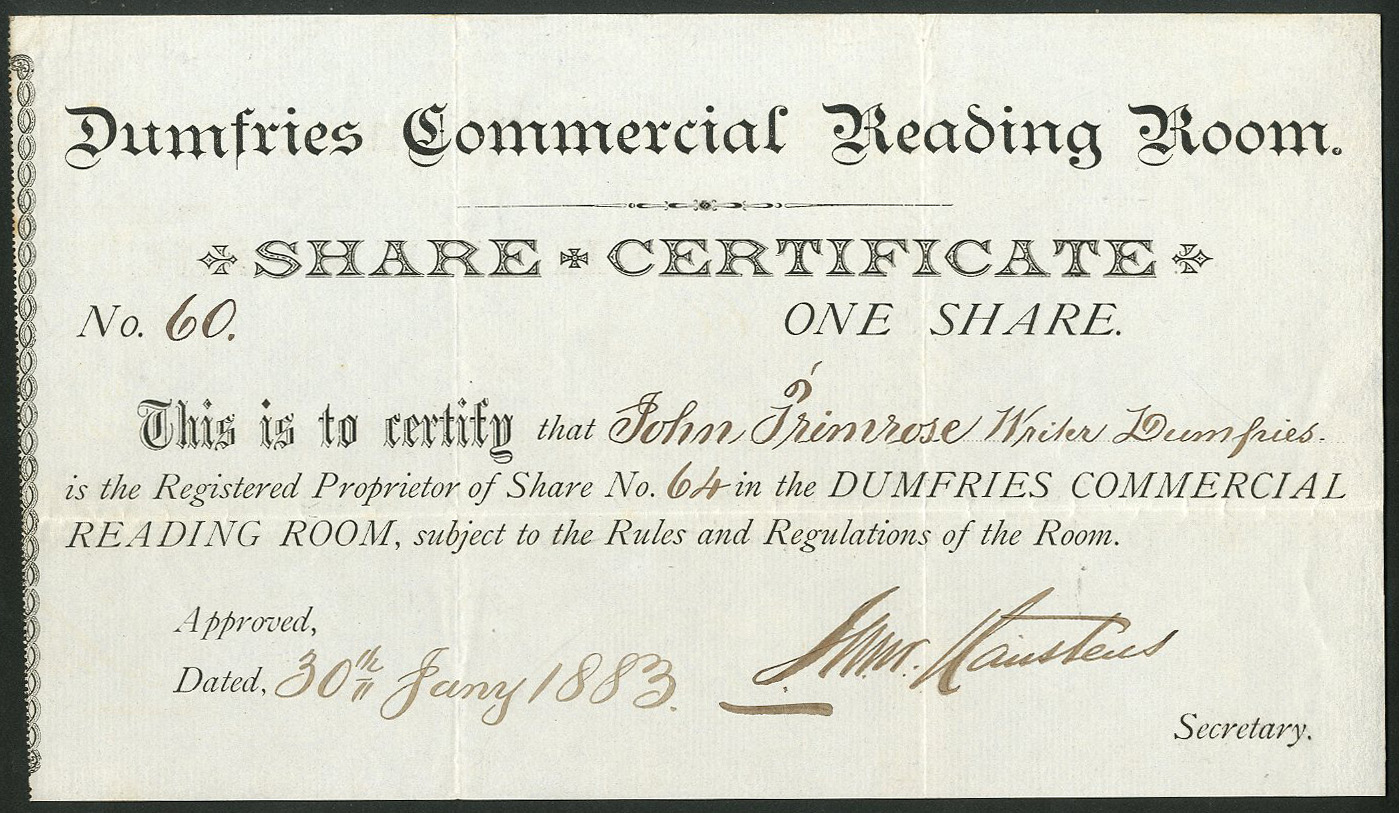 Dumfries Commercial Reading Room.
SHARE CERTIFICATE
No. 60. ONE SHARE.
This is to certify that John Primrose Writer Dumfries.
is the Registered Proprietor of Share No. 64 in the DUMFRIES COMMERCIAL
READING ROOM, subject to the Rules and Regulations of the Room.
Approved,
Dated, 30th Jany 1883.
Secretary.